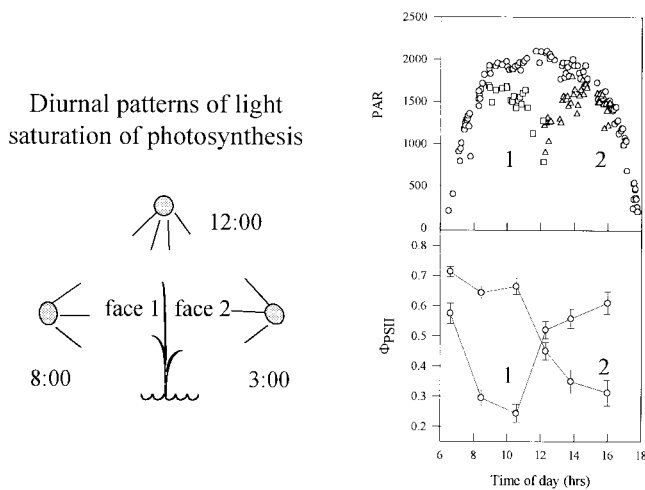 Diurnal patterns of light
saturation of photosynthesis
12:00
face 1 face 2
8:00
3:00
2500
2000
1500
1000
500
0
PAR
1 2
0.8
0.7
0.6
0.5
0.4
0.3
0.2
ΦPSII
1 2
6 8 10 12 14 16 18
Time of day (hrs)